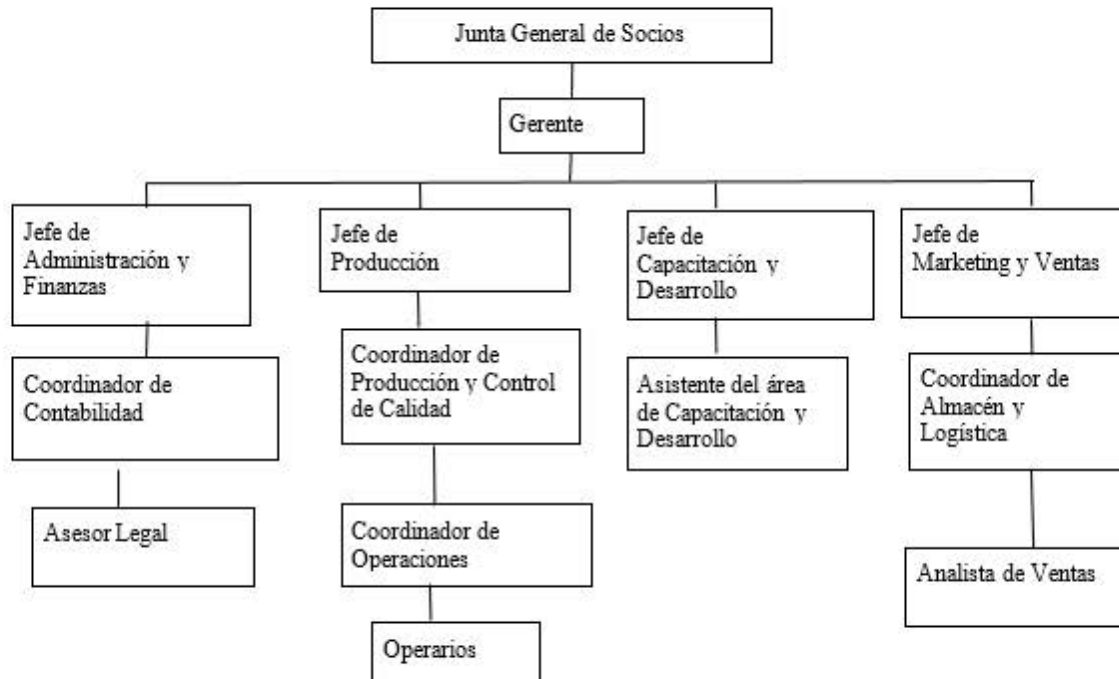 Junta General de Socios
Gerente
Jefe de
Administración y
Finanzas
Jefe de
Producción
Jefe de
Capacitación y
Desarrollo
Jefe de
Marketing y Ventas
Coordinador de
Contabilidad
Coordinador de
Producción y Control
de Calidad
Asistente del área
de Capacitación y
Desarrollo
Coordinador de
Almacén y
Logística
Asesor Legal
Coordinador de
Operaciones
Analista de Ventas
Operarios